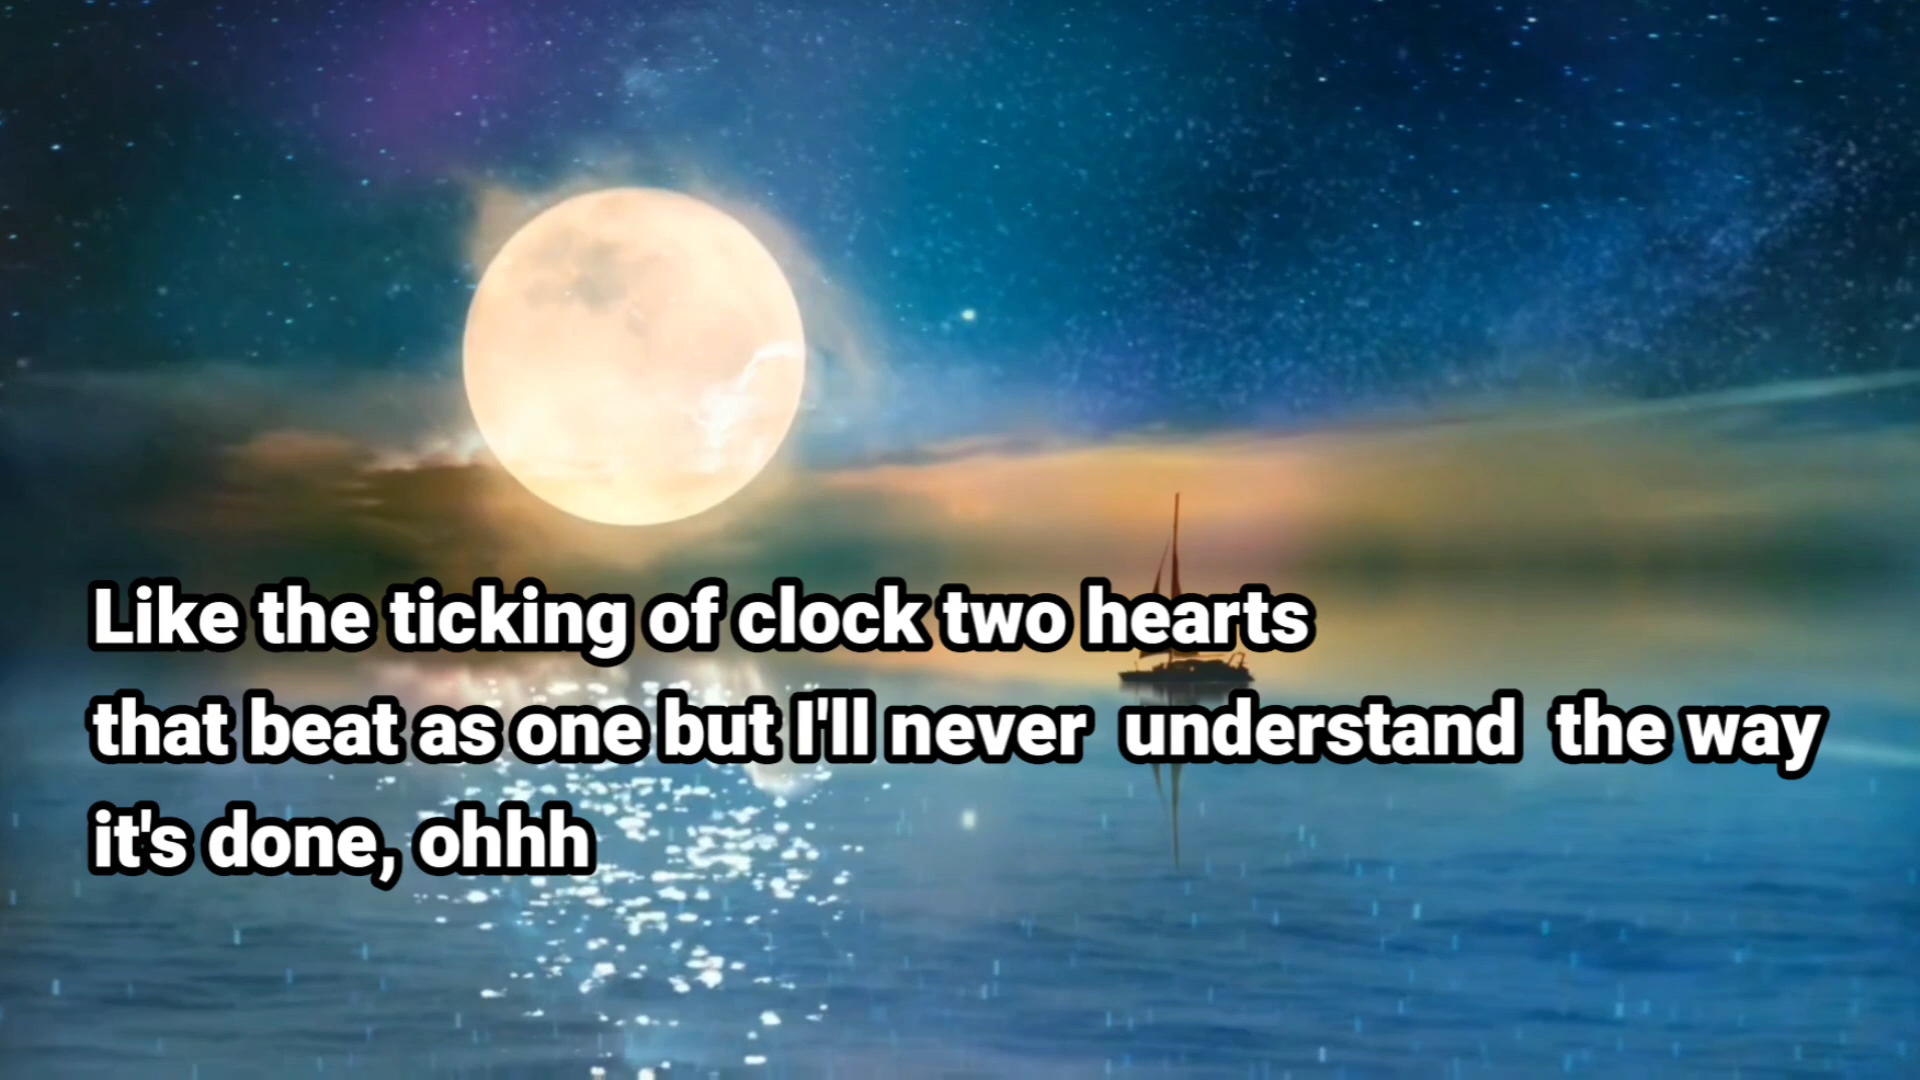 Like the ticking of clock two hearts
that beat as one but I'll never  understand  the way
it's done, ohhh